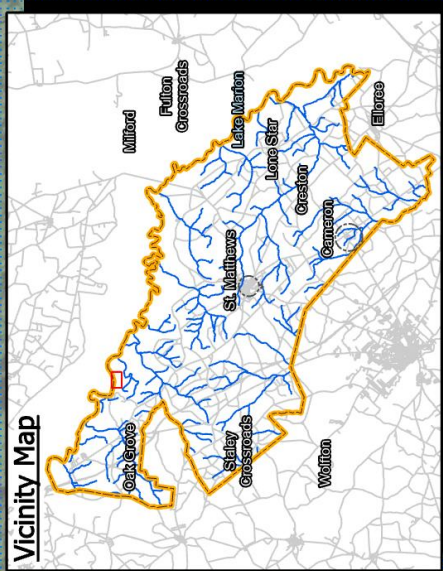 Vicinity Map
Milford
Fulton
Crossroads
Oak Grove
Lake Marion
St. Matthews
Lone Star
Staley
Crossroads
Creston
Cameron
Elloree
Wolfton